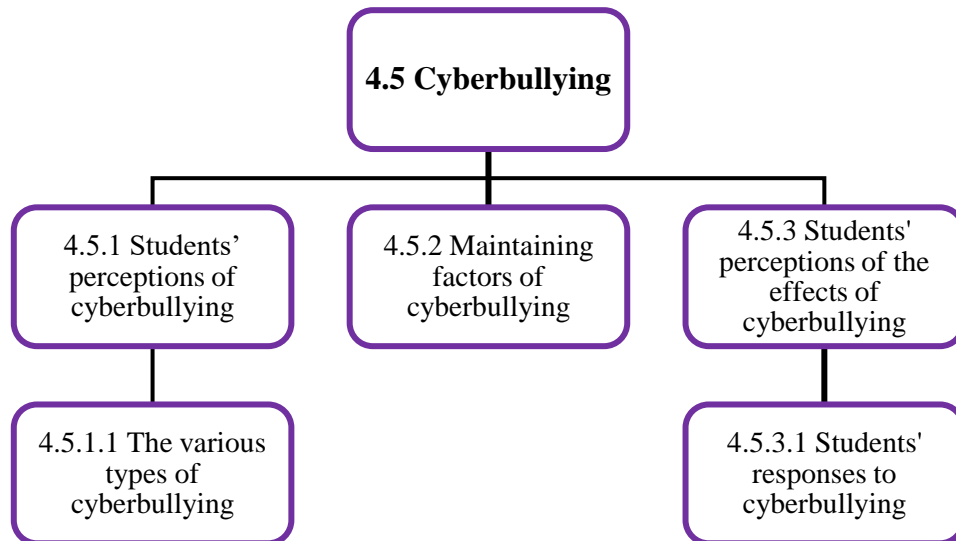 4.5 Cyberbullying
4.5.1 Students’
perceptions of
cyberbullying
4.5.2 Maintaining
factors of
cyberbullying
4.5.3 Students'
perceptions of the
effects of
cyberbullying
4.5.1.1 The various
types of
cyberbullying
4.5.3.1 Students'
responses to
cyberbullying